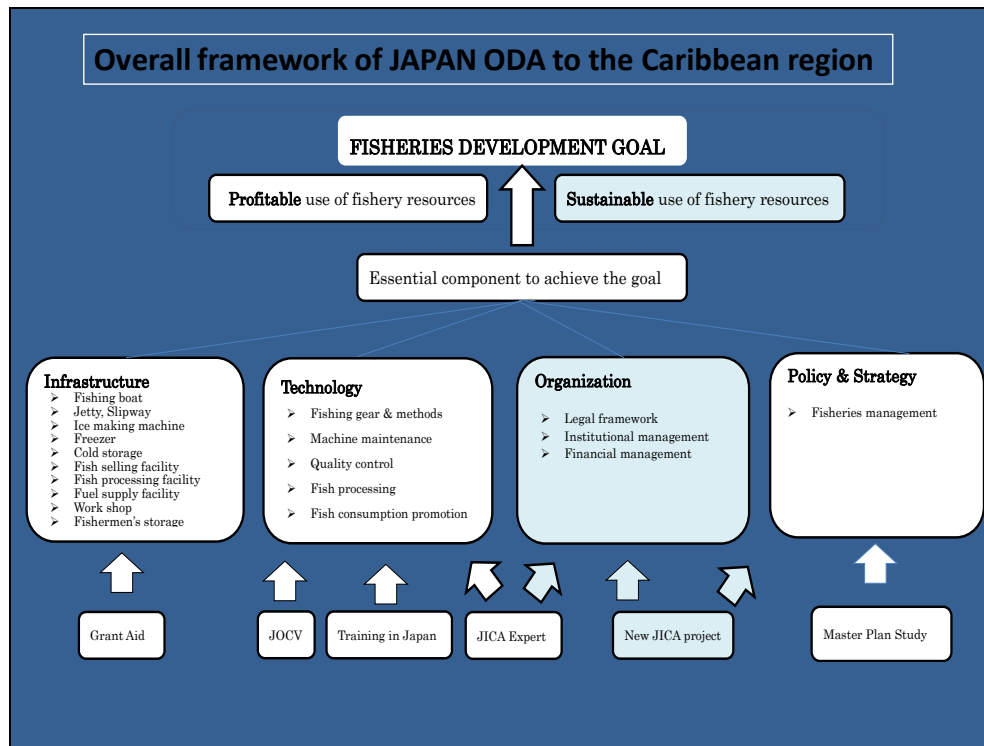 Overall framework of JAPAN ODA to the Caribbean region
FISHERIES DEVELOPMENT GOAL
Profitable use of fishery resources
Sustainable use of fishery resources
Essential component to achieve the goal
Infrastructure
Fishing boat
Jetty, Slipway
Ice making machine
Freezer
Cold storage
Fish selling facility
Fish processing facility
Fuel supply facility
Work shop
Fishermen's storage
Technology
Fishing gear & methods
Machine maintenance
Quality control
Fish processing
Fish consumption promotion
Organization
Legal framework
Institutional management
Financial management
Policy & Strategy
Fisheries management
Grant Aid
JOCV
Training in Japan
JICA Expert
New JICA project
Master Plan Study